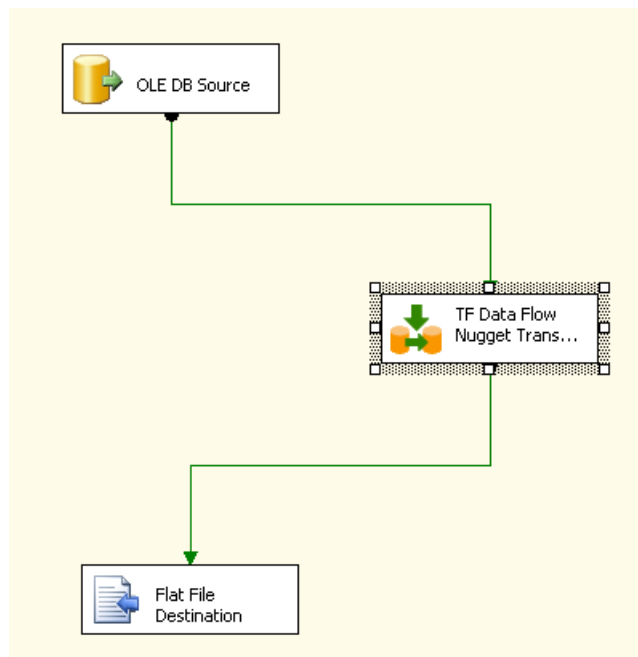 OLE DB Source
TF Data Flow
Nugget Trans...
Flat File
Destination